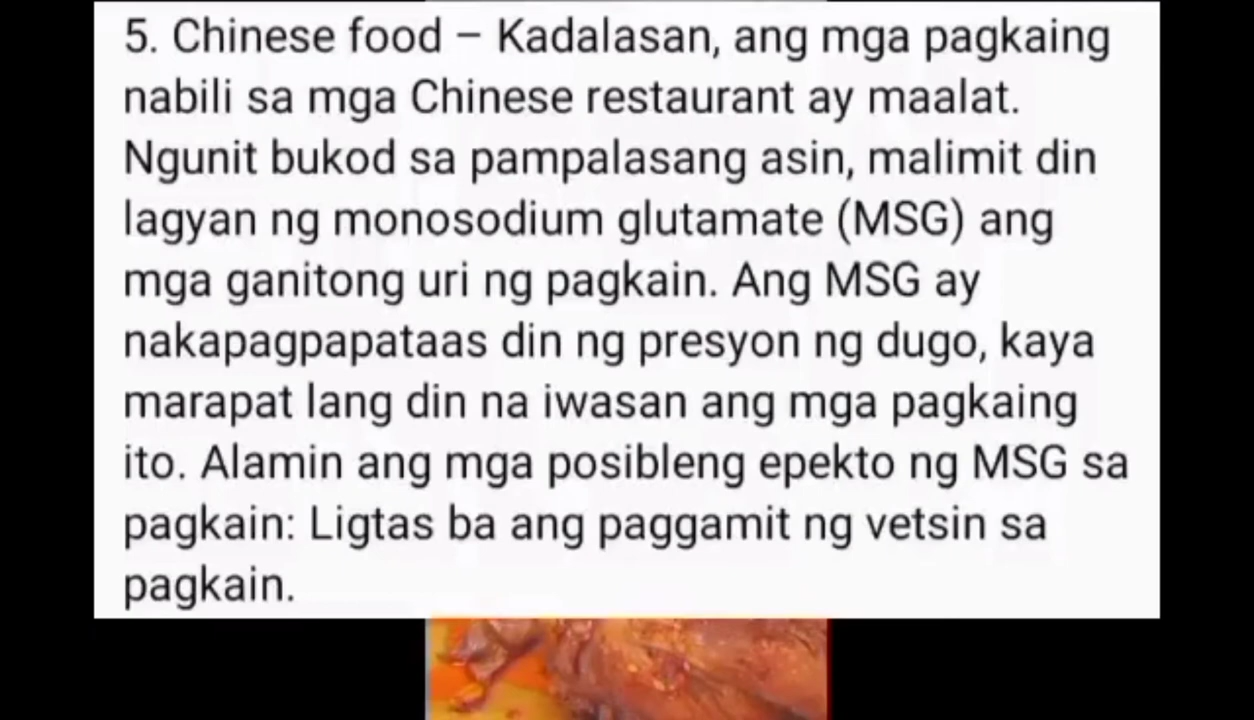 5. Chinese food – Kadalasan, ang mga pagkaing
nabili sa mga Chinese restaurant ay maalat.
Ngunit bukod sa pampalasang asin, malimit din
lagyan ng monosodium glutamate (MSG) ang
mga ganitong uri ng pagkain. Ang MSG ay
nakapagpapataas din ng presyon ng dugo, kaya
marapat lang din na iwasan ang mga pagkaing
ito. Alamin ang mga posibleng epekto ng MSG sa
pagkain: Ligtas ba ang paggamit ng vetsin sa
pagkain.